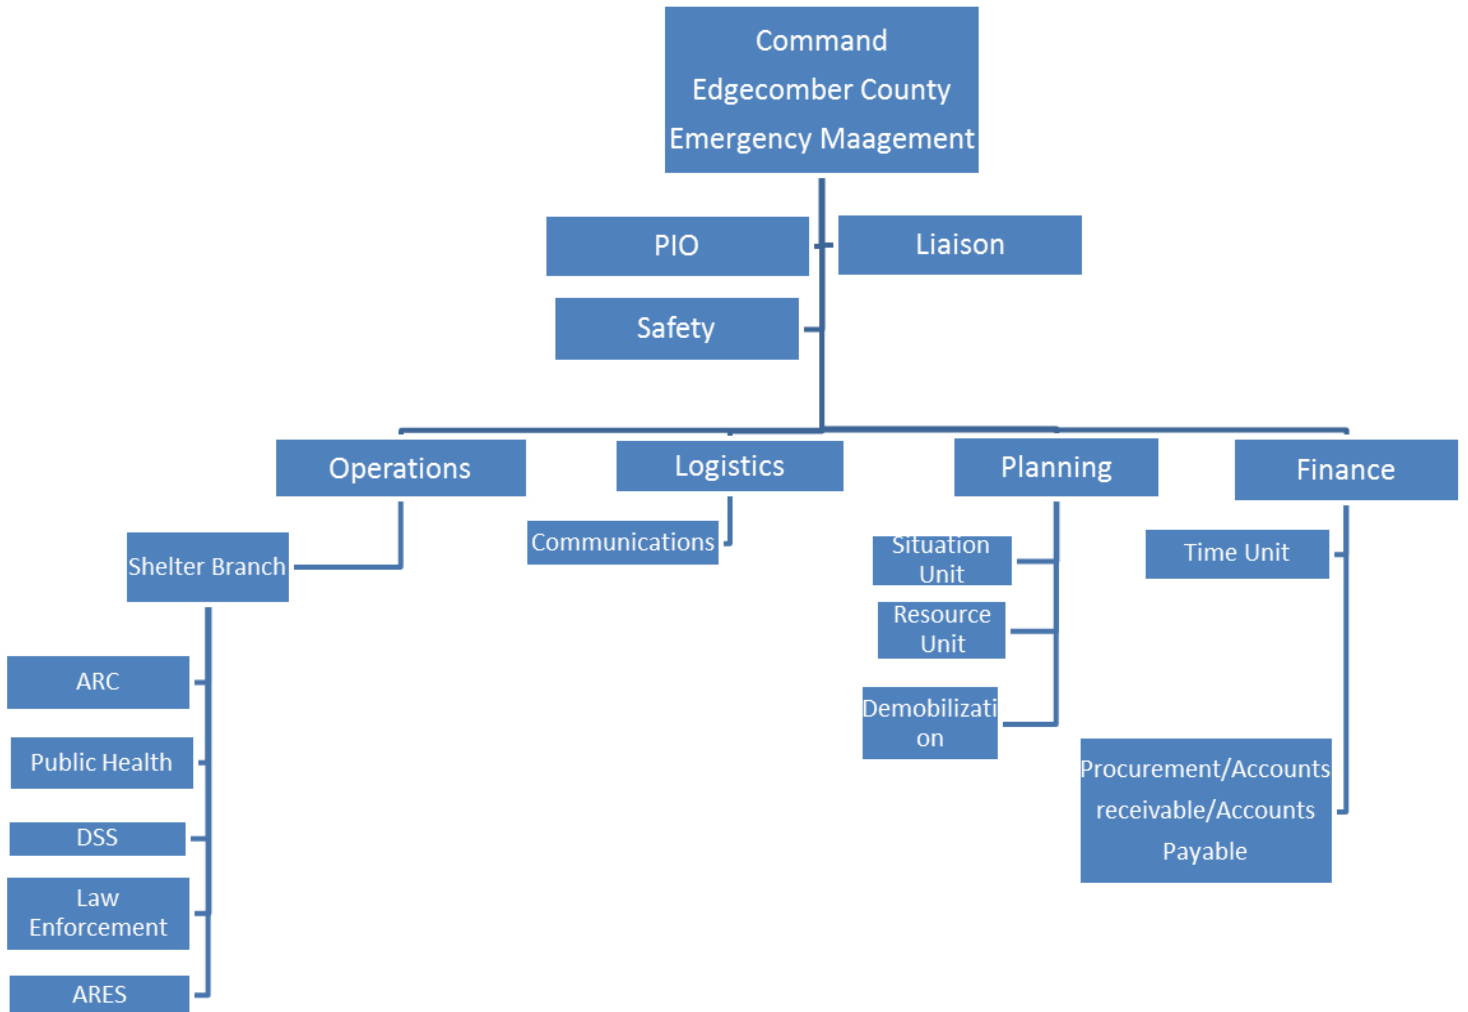 Command
Edgecomber County
Emergency Maagement
PIO
Liaison
Safety
Operations
Logistics
Planning
Finance
Shelter Branch
Communications
Situation
Unit
Resource
Unit
Demobilizati
on
Time Unit
Procurement/Accounts
receivable/Accounts
Payable
ARC
Public Health
DSS
Law
Enforcement
ARES